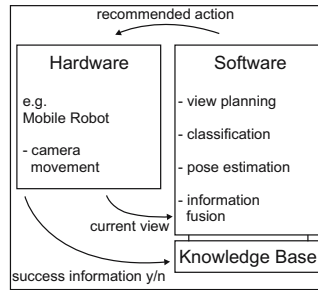 recommended action
Hardware
e.g.
Mobile Robot
- camera
movement
Software
- view planning
- classification
- pose estimation
- information
fusion
current view
Knowledge Base
success information y/n